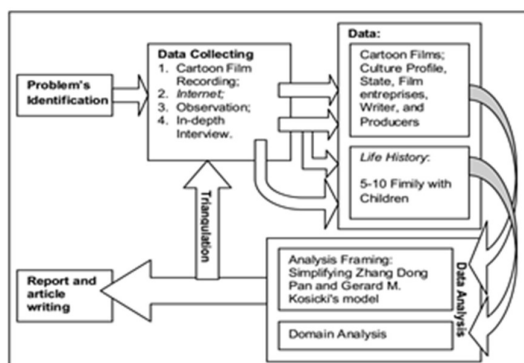 Problem's
Identification
Data Collecting
1. Cartoon Film
Recording;
2. Internet;
3. Observation;
4. In-depth
Interview.
Data:
Cartoon Films;
Culture Profile,
State, Film
entreprises,
Writer, and
Producers
Life History:
5-10 Fimily with
Children
Triangulation
Data Analysis
Analysis Framing:
Simplifying Zhang Dong
Pan and Gerard M.
Kosicki's model
Domain Analysis
Report and
article
writing